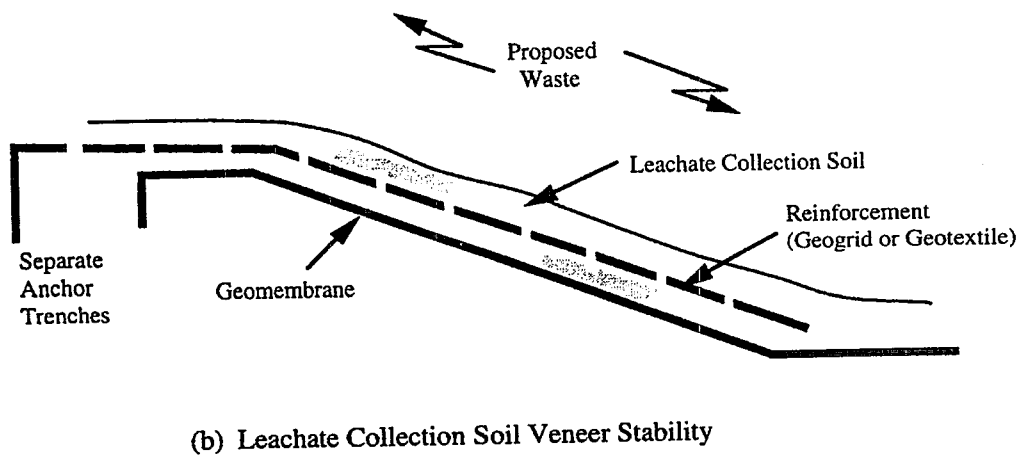 Proposed
Waste
Leachate Collection Soil
Reinforcement
(Geogrid or Geotextile)
Separate
Anchor
Trenches
Geomembrane
(b) Leachate Collection Soil Veneer Stability